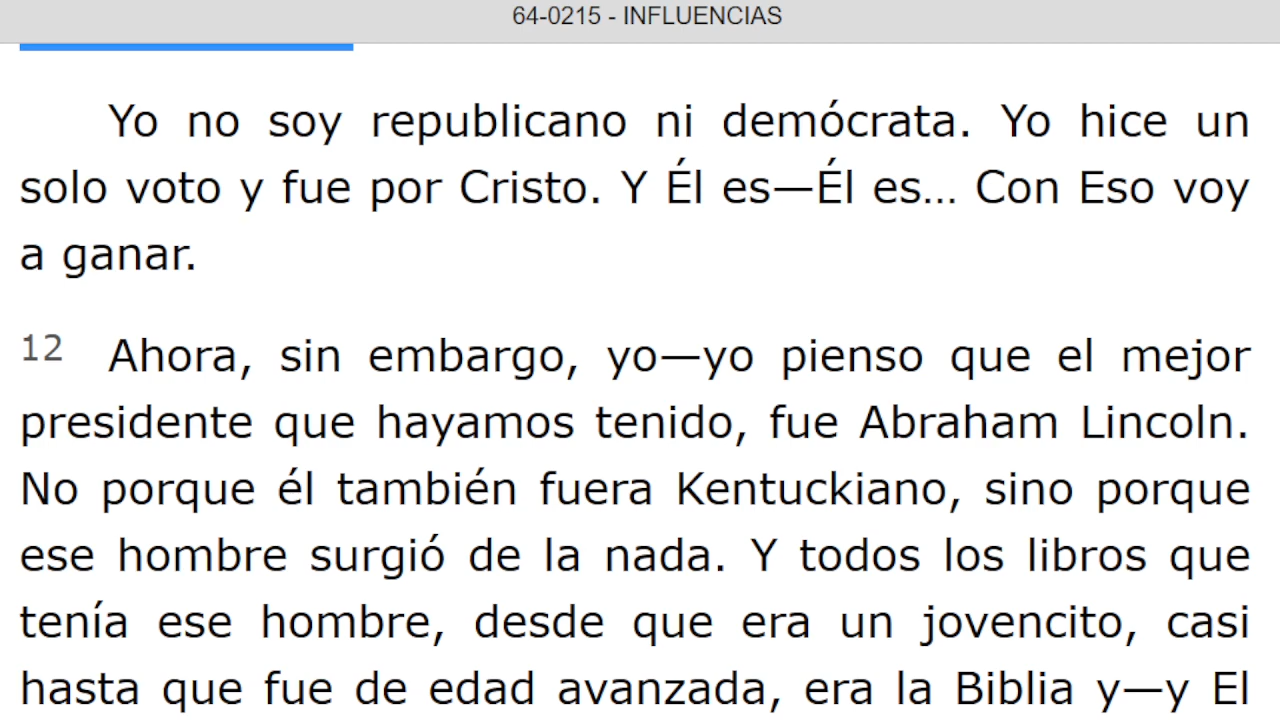 64-0215 - INFLUENCIAS
Yo no soy republicano ni demócrata. Yo hice un
solo voto y fue por Cristo. Y Él es—Él es… Con Eso voy
a ganar.
12 Ahora, sin embargo, yo—yo pienso que el mejor
presidente que hayamos tenido, fue Abraham Lincoln.
No porque él también fuera Kentuckiano, sino porque
ese hombre surgió de la nada. Y todos los libros que
tenía ese hombre, desde que era un jovencito, casi
hasta que fue de edad avanzada, era la Biblia y—y El